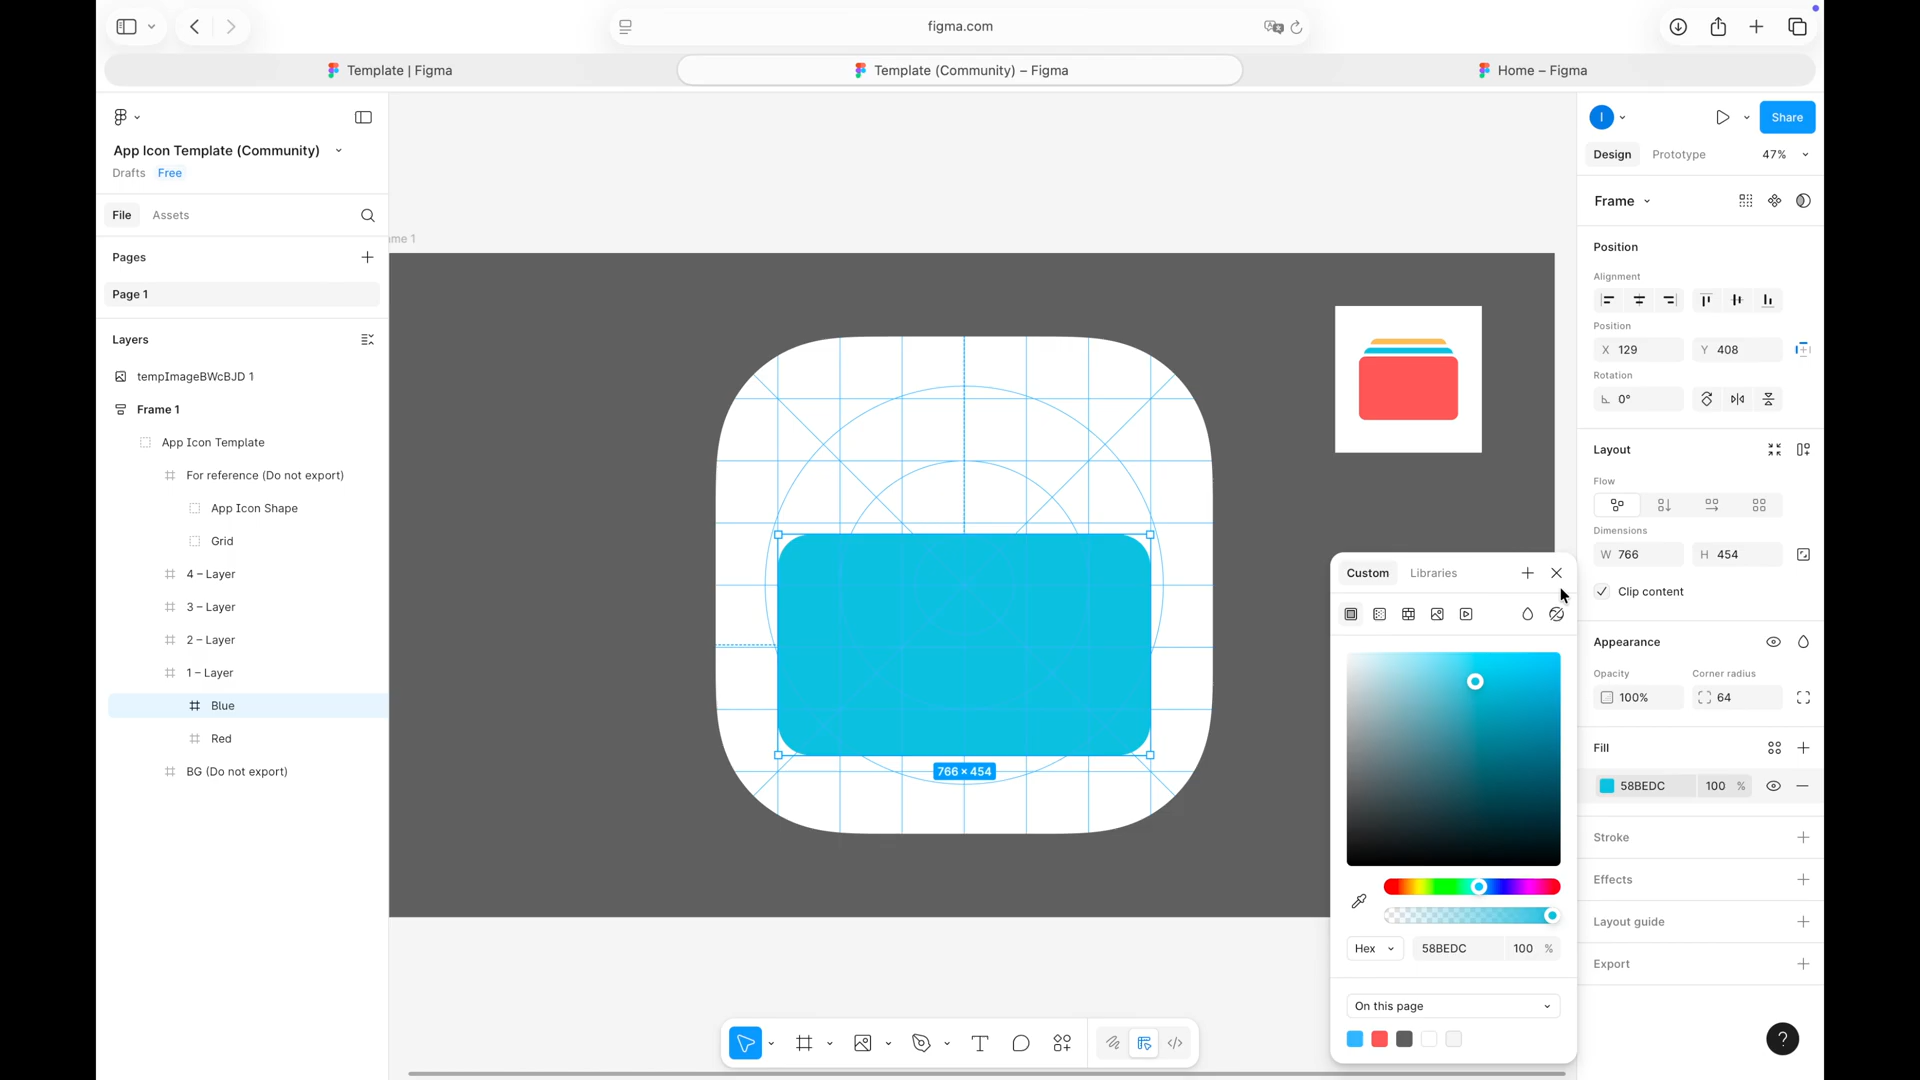 figma.com
Template | Figma
Template (Community) – Figma
Home – Figma
App Icon Template (Community)
Drafts Free
File Assets
Pages
Page 1
Layers
tempImageBWcBJD 1
Frame 1
App Icon Template
For reference (Do not export)
App Icon Shape
Grid
4 – Layer
3 – Layer
2 – Layer
1 – Layer
Blue
Red
BG (Do not export)
me 1
766 × 454
Custom Libraries
Hex 58BEDC 100 %
On this page
I
Share
Design Prototype 47%
Frame
Position
Alignment
Position
X 129 Y 408
Rotation
0°
Layout
Flow
Dimensions
W 766 H 454
Clip content
Appearance
Opacity Corner radius
100% 64
Fill
58BEDC 100 %
Stroke
Effects
Layout guide
Export
?